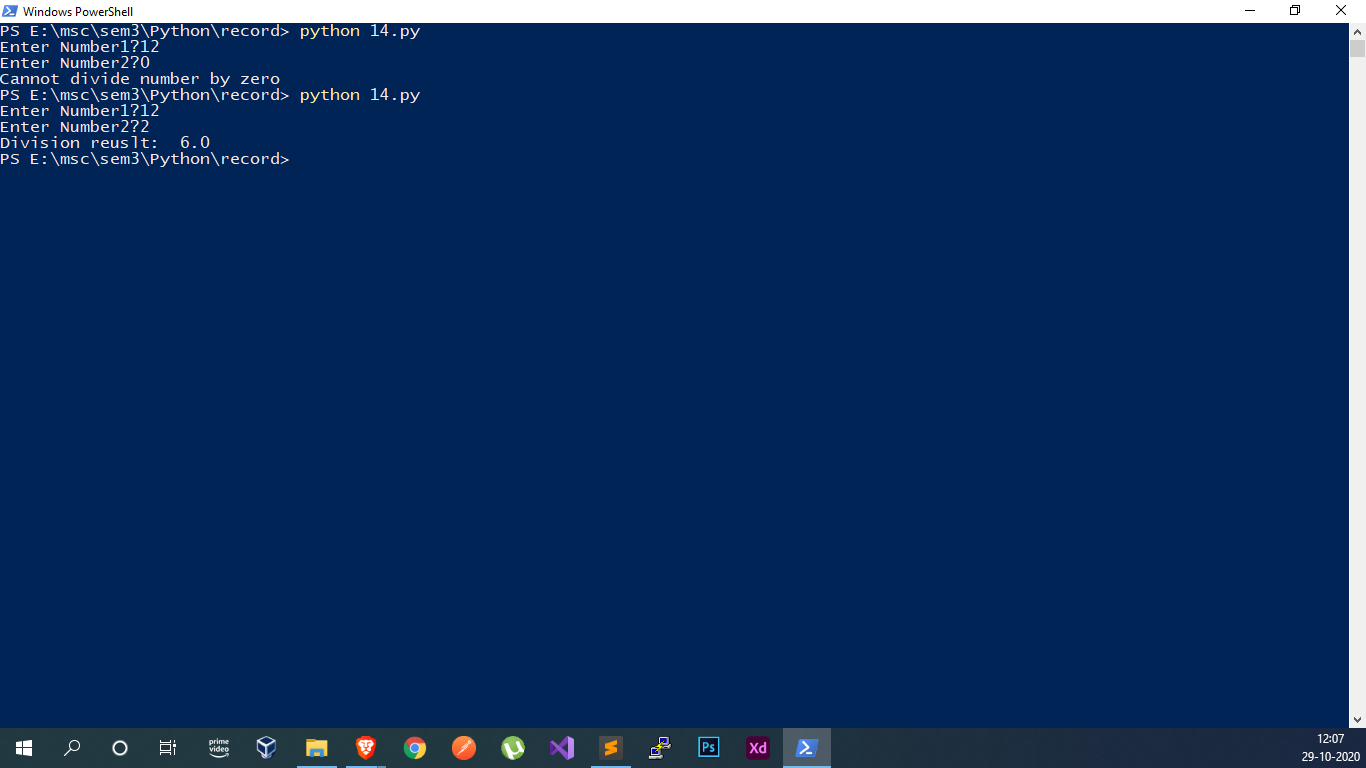 Windows PowerShell
PS E:\msc\sem3\Python\record> python 14.py
Enter Number1?12
Enter Number2?0
Cannot divide number by zero
PS E:\msc\sem3\Python\record> python 14.py
Enter Number1?12
Enter Number2?2
Division reuslt:  6.0
PS E:\msc\sem3\Python\record>
prime video
Ps
Xd
12:07
29-10-2020